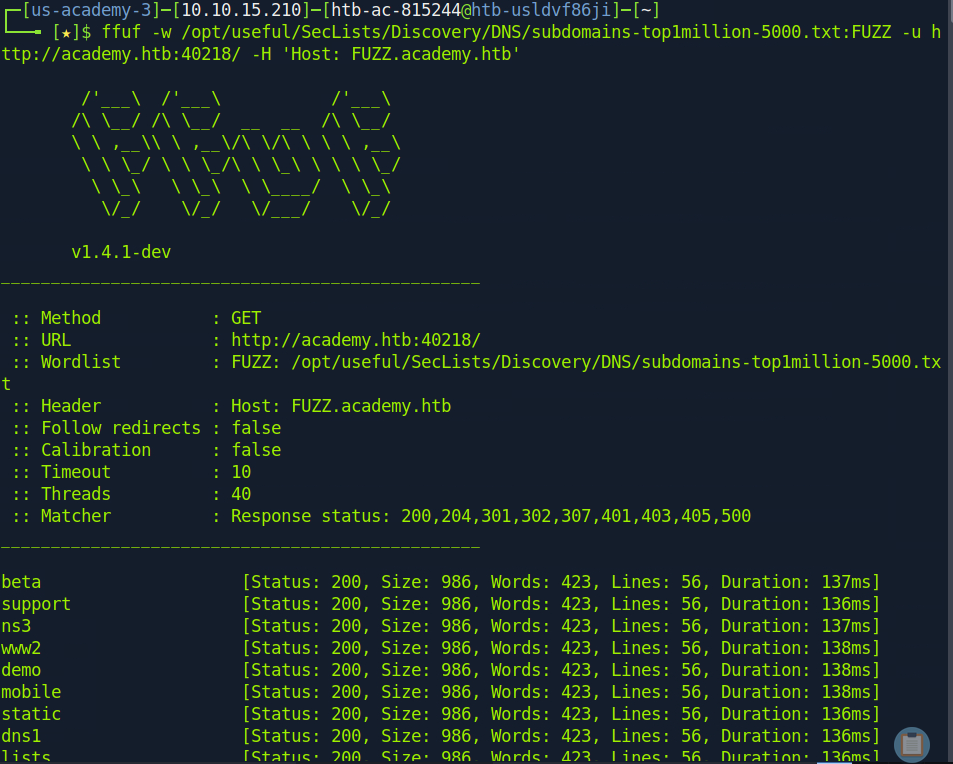 ┌─[us-academy-3]─[10.10.15.210]─[htb-ac-815244@htb-usldvf86ji]─[~]
└──╼ [★]$ ffuf -w /opt/useful/SecLists/Discovery/DNS/subdomains-top1million-5000.txt:FUZZ -u h
ttp://academy.htb:40218/ -H 'Host: FUZZ.academy.htb'
        /'___\  /'___\           /'___\
       /\ \__/ /\ \__/  __  __  /\ \__/
       \ \ ,__\\ \ ,__\/\ \/\ \ \ \ ,__\
        \ \ \_/ \ \ \_/\ \ \_\ \ \ \ \_/
         \ \_\   \ \_\  \ \____/  \ \_\
          \/_/    \/_/   \/___/    \/_/
       v1.4.1-dev
________________________________________________
 :: Method           : GET
 :: URL              : http://academy.htb:40218/
 :: Wordlist         : FUZZ: /opt/useful/SecLists/Discovery/DNS/subdomains-top1million-5000.tx
t
 :: Header           : Host: FUZZ.academy.htb
 :: Follow redirects : false
 :: Calibration      : false
 :: Timeout          : 10
 :: Threads          : 40
 :: Matcher          : Response status: 200,204,301,302,307,401,403,405,500
________________________________________________
beta                    [Status: 200, Size: 986, Words: 423, Lines: 56, Duration: 137ms]
support                 [Status: 200, Size: 986, Words: 423, Lines: 56, Duration: 136ms]
ns3                     [Status: 200, Size: 986, Words: 423, Lines: 56, Duration: 137ms]
www2                    [Status: 200, Size: 986, Words: 423, Lines: 56, Duration: 138ms]
demo                    [Status: 200, Size: 986, Words: 423, Lines: 56, Duration: 138ms]
mobile                  [Status: 200, Size: 986, Words: 423, Lines: 56, Duration: 138ms]
static                  [Status: 200, Size: 986, Words: 423, Lines: 56, Duration: 136ms]
dns1                    [Status: 200, Size: 986, Words: 423, Lines: 56, Duration: 136ms]
lists                   [Status: 200, Size: 986, Words: 423, Lines: 56, Duration: 136ms]